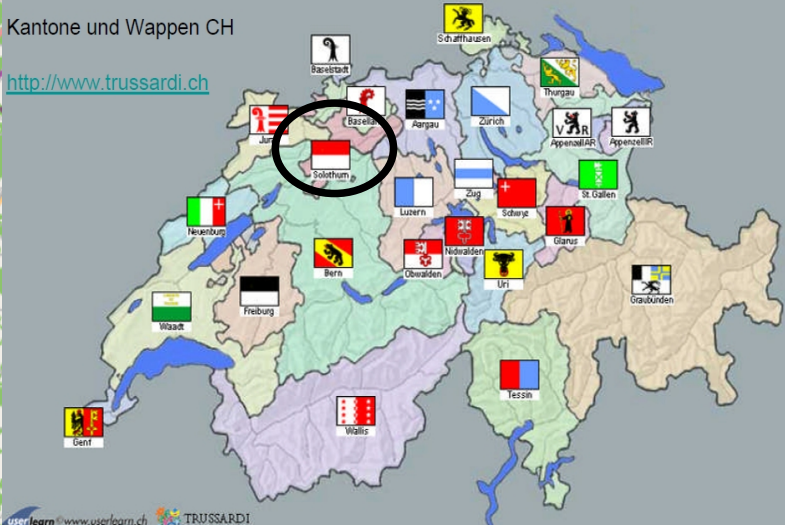 Kantone und Wappen CH
http://www.trussardi.ch
Schaffhausen
Baselstadt
Thurgau
Basellan
Aargau
Zürich
Jur
V R
AppenzellAR
AppenzellIR
Solothurn
Zug
St.Gallen
Luzern
Schwyz
Neuenburg
Nidwalden
Glarus
Bern
Obwalden
Uri
Graubünden
Freiburg
Waadt
Tessin
Wallis
Genf
userlearn©www.userlearn.ch TRUSSARDI